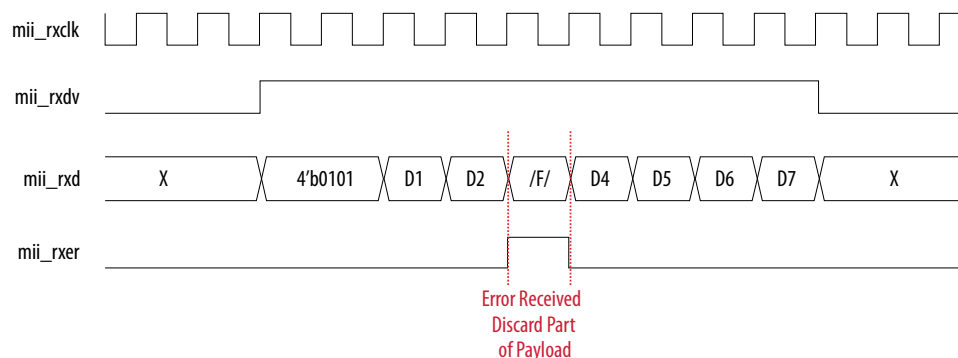 mii_rxclk
mii_rxdv
mii_rxd X 4'b0101 D1 D2 /F/ D4 D5 D6 D7 X
mii_rxer
Error Received
Discard Part
of Payload